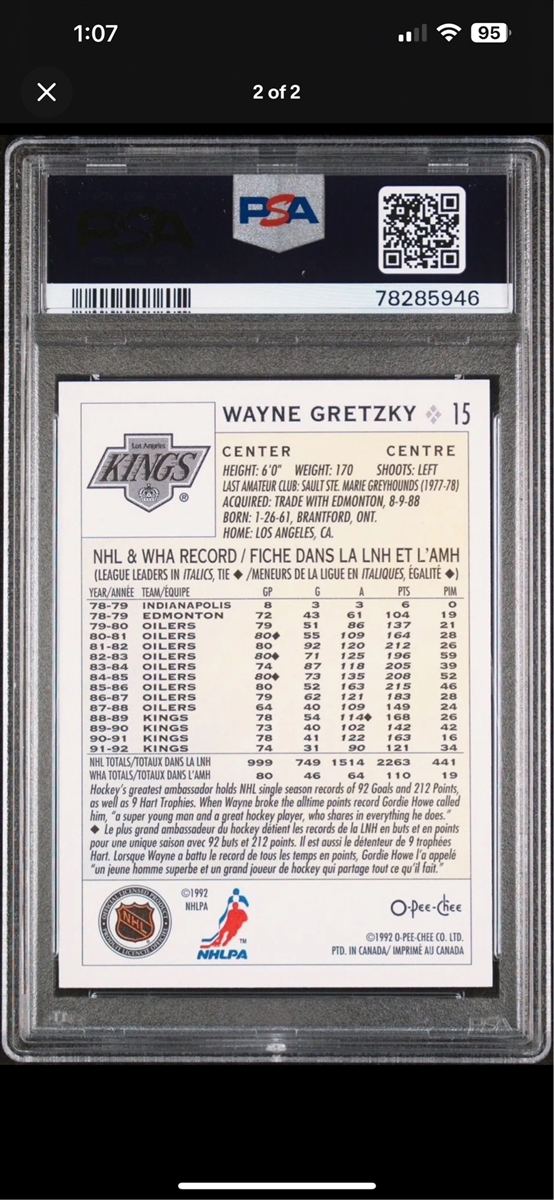 1:07
95
2 of 2
PSA
PSA
78285946
Los Angeles
KINGS
®
WAYNE GRETZKY 15
CENTER CENTRE
HEIGHT: 6'0" WEIGHT: 170 SHOOTS: LEFT
LAST AMATEUR CLUB: SAULT STE. MARIE GREYHOUNDS (1977-78)
ACQUIRED: TRADE WITH EDMONTON, 8-9-88
BORN: 1-26-61, BRANTFORD, ONT.
HOME: LOS ANGELES, CA.
NHL & WHA RECORD / FICHE DANS LA LNH ET L'AMH
(LEAGUE LEADERS IN ITALICS, TIE ◆ /MENEURS DE LA LIGUE EN ITALIQUES, ÉGALITÉ ◆)
YEAR/ANNÉE TEAM/ÉQUIPE GP G A PTS PIM
78-79 INDIANAPOLIS 8 3 3 6 0
78-79 EDMONTON 72 43 61 104 19
79-80 OILERS 79 51 86 137 21
80-81 OILERS 80◆ 55 109 164 28
81-82 OILERS 80 92 120 212 26
82-83 OILERS 80◆ 71 125 196 59
83-84 OILERS 74 87 118 205 39
84-85 OILERS 80◆ 73 135 208 52
85-86 OILERS 80 52 163 215 46
86-87 OILERS 79 62 121 183 28
87-88 OILERS 64 40 109 149 24
88-89 KINGS 78 54 114◆ 168 26
89-90 KINGS 73 40 102 142 42
90-91 KINGS 78 41 122 163 16
91-92 KINGS 74 31 90 121 34
NHL TOTALS/TOTAUX DANS LA LNH 999 749 1514 2263 441
WHA TOTALS/TOTAUX DANS L'AMH 80 46 64 110 19
Hockey's greatest ambassador holds NHL single season records of 92 Goals and 212 Points,
as well as 9 Hart Trophies. When Wayne broke the alltime points record Gordie Howe called
him, "a super young man and a great hockey player, who shares in everything he does."
◆ Le plus grand ambassadeur du hockey détient les records de la LNH en buts et en points
pour une unique saison avec 92 buts et 212 points. Il est aussi le détenteur de 9 trophées
Hart. Lorsque Wayne a battu le record de tous les temps en points, Gordie Howe l'a appelé
"un jeune homme superbe et un grand joueur de hockey qui partage tout ce qu'il fait."
NHL
©1992
NHLPA
TM
NHLPA
O-Pee-Chee
©1992 O-PEE-CHEE CO. LTD.
PTD. IN CANADA/ IMPRIMÉ AU CANADA
PSA